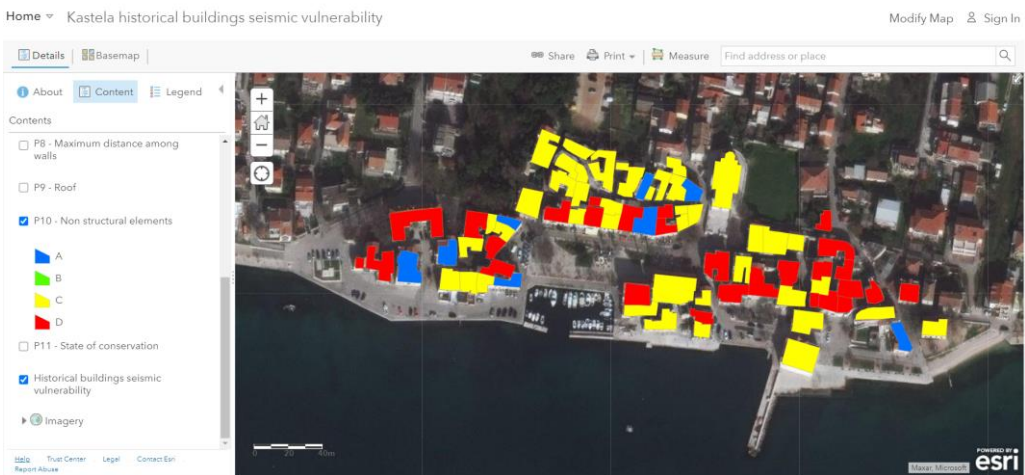 Home Kastela historical buildings seismic vulnerability
Modify Map Sign In
Details Basemap
Share Print Measure Find address or place
About Content Legend
Contents
P8 - Maximum distance among
walls
P9 - Roof
P10 - Non structural elements
A
B
C
D
P11 - State of conservation
Historical buildings seismic
vulnerability
Imagery
Help Trust Center Legal Contact Esri
Report Abuse
0 20 40m
Maxar, Microsoft
POWERED BY
esri